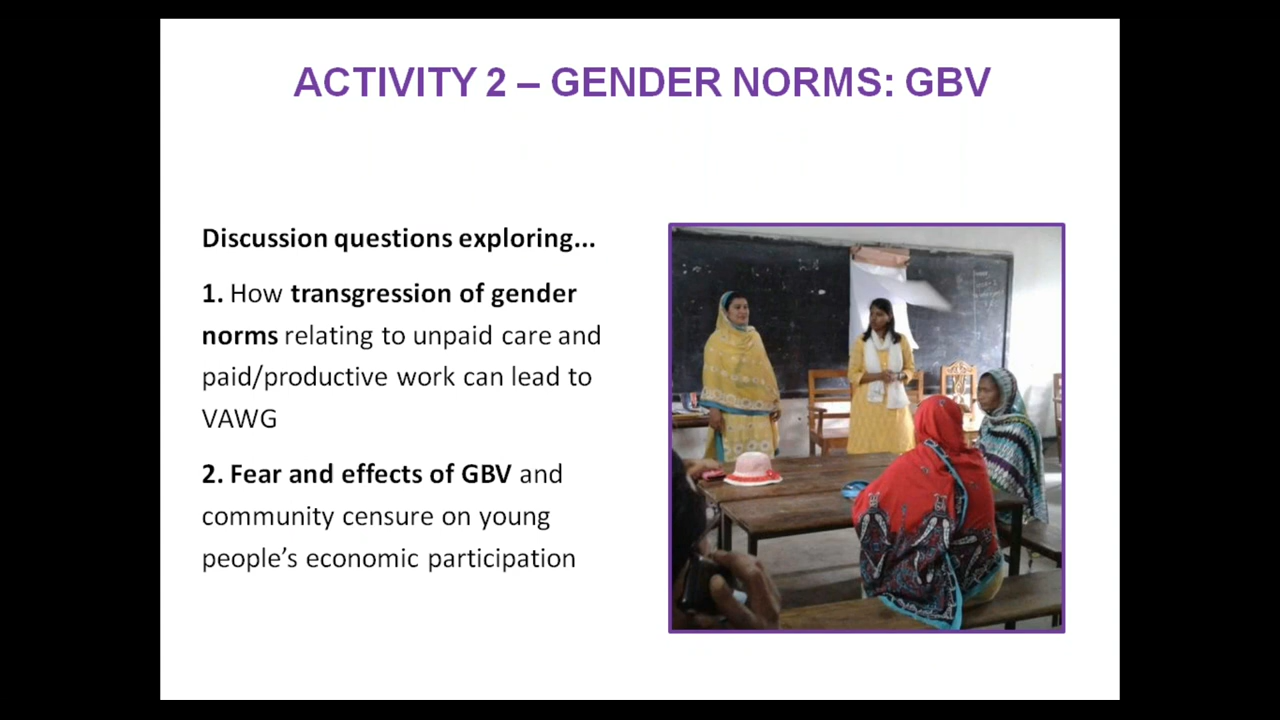 ACTIVITY 2 – GENDER NORMS: GBV
Discussion questions exploring...
1. How transgression of gender
norms relating to unpaid care and
paid/productive work can lead to
VAWG
2. Fear and effects of GBV and
community censure on young
people’s economic participation